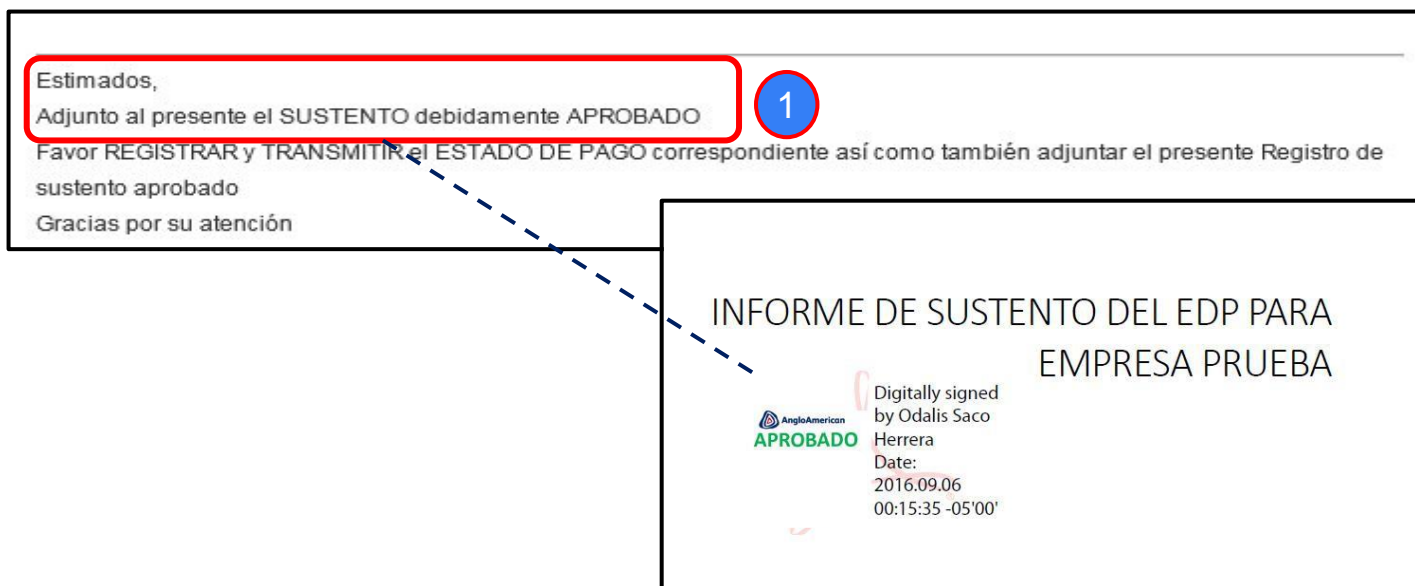 Estimados,
Adjunto al presente el SUSTENTO debidamente APROBADO
1
Favor REGISTRAR y TRANSMITIR el ESTADO DE PAGO correspondiente así como también adjuntar el presente Registro de
sustento aprobado
Gracias por su atención
INFORME DE SUSTENTO DEL EDP PARA
EMPRESA PRUEBA
AngloAmerican
APROBADO
Digitally signed
by Odalis Saco
Herrera
Date:
2016.09.06
00:15:35 -05'00'